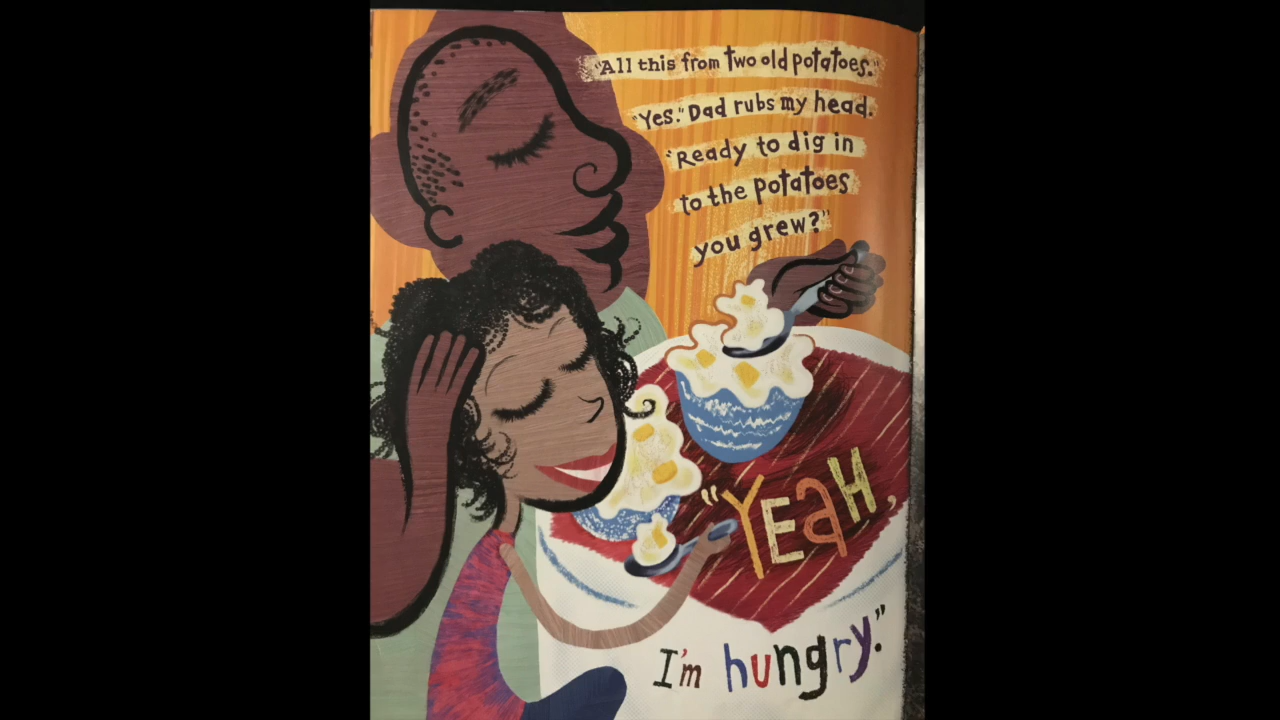 "All this from two old potatoes."
"Yes." Dad rubs my head.
"Ready to dig in
to the potatoes
you grew?"
"YEaH,
I'm hungry."